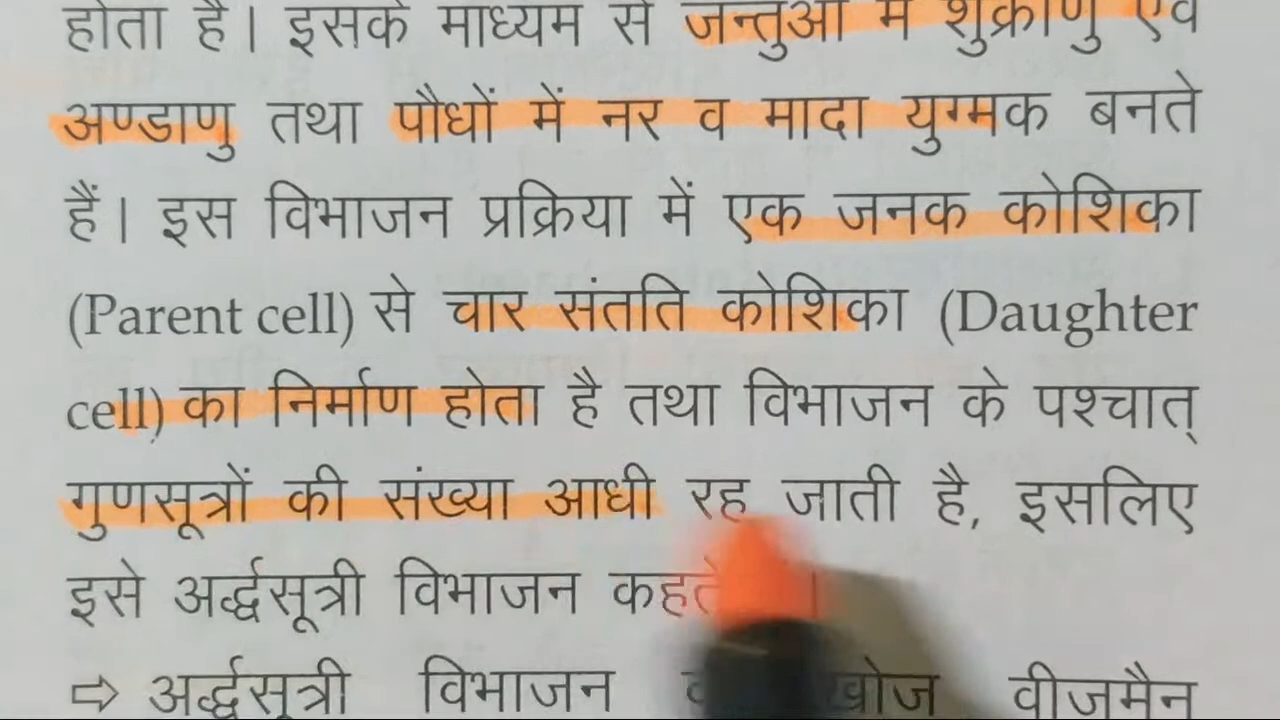 होता है। इसके माध्यम से जन्तुओं में शुक्राणु एवं
अण्डाणु तथा पौधों में नर व मादा युग्मक बनते
हैं। इस विभाजन प्रक्रिया में एक जनक कोशिका
(Parent cell) से चार संतति कोशिका (Daughter
cell) का निर्माण होता है तथा विभाजन के पश्चात्
गुणसूत्रों की संख्या आधी रह जाती है, इसलिए
इसे अर्द्धसूत्री विभाजन कहते ।
⇨ अर्द्धसूत्री विभाजन खोज वीजमैन